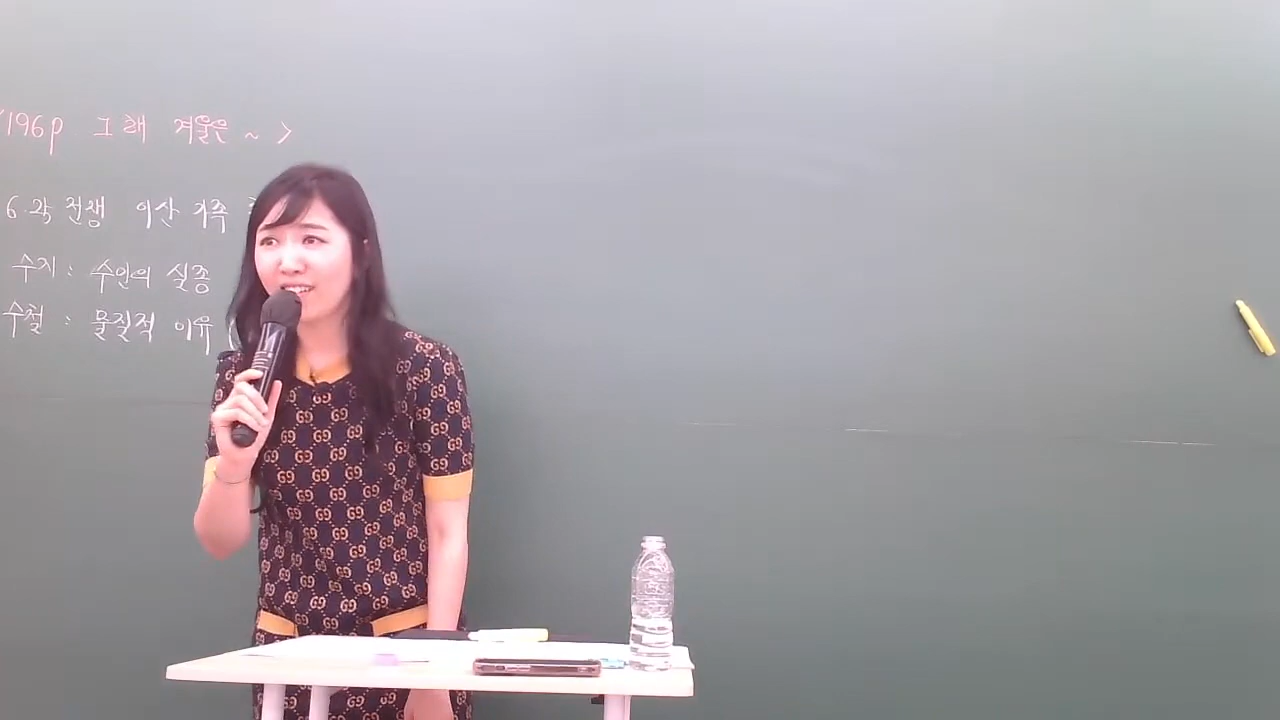 <196p 그 해 겨울은 ~ >
6·25 전쟁 이산 가족
수지 : 수인의 실종
수철 : 물질적 이유 (